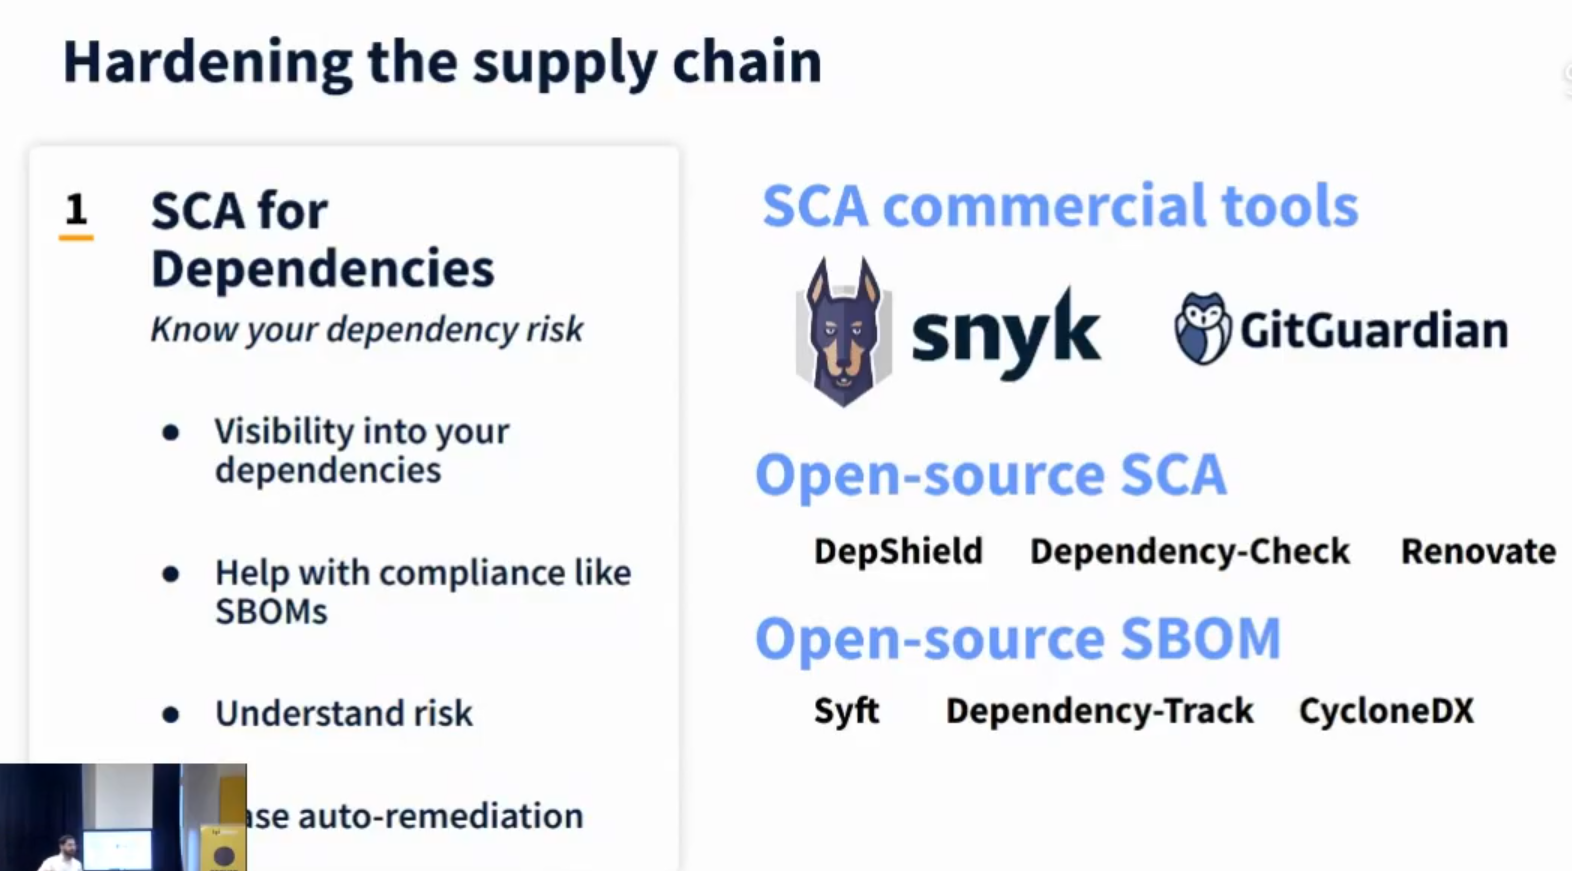 Hardening the supply chain
1
SCA for
Dependencies
Know your dependency risk
● Visibility into your
dependencies
● Help with compliance like
SBOMs
● Understand risk
auto-remediation
SCA commercial tools
snyk
GitGuardian
Open-source SCA
DepShield Dependency-Check Renovate
Open-source SBOM
Syft Dependency-Track CycloneDX